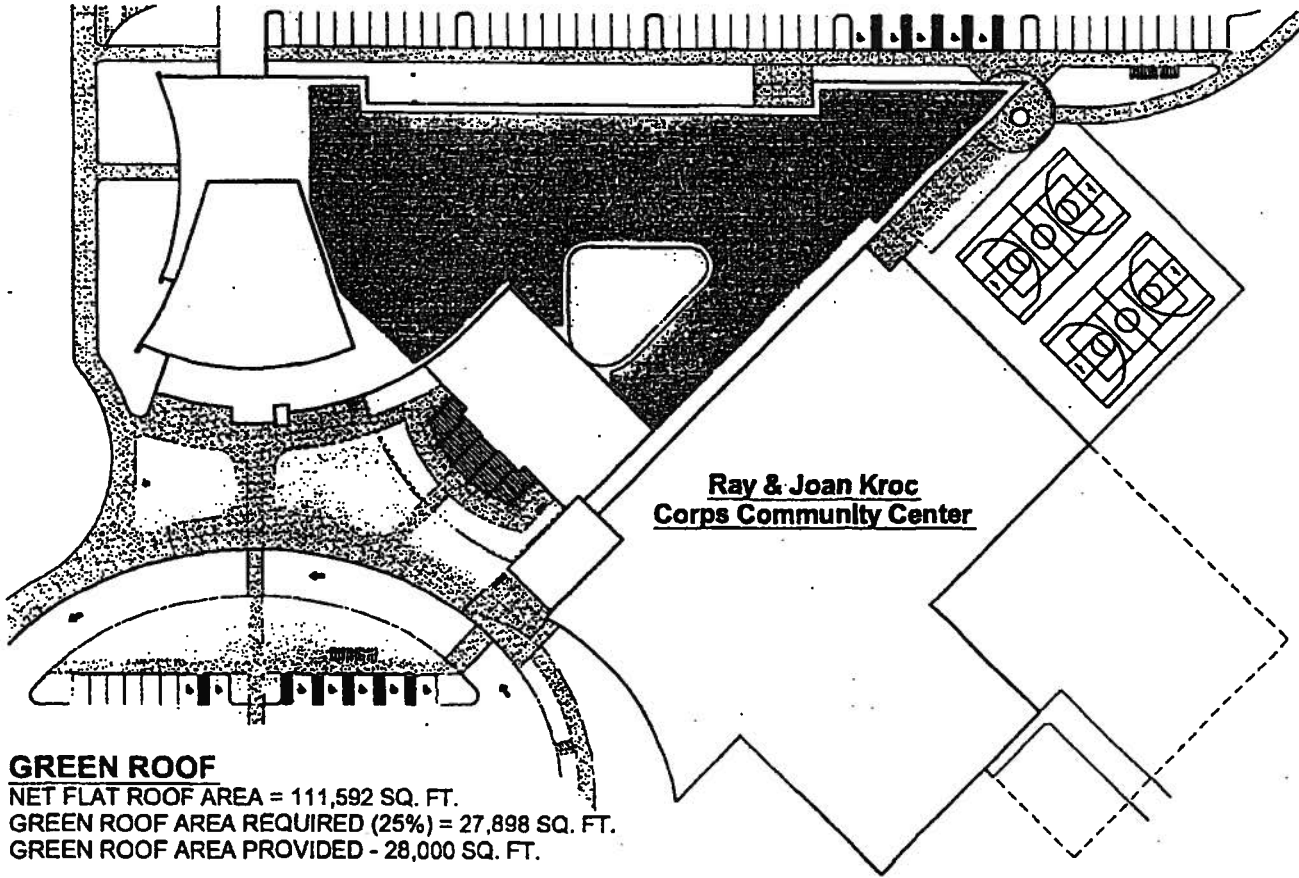 Ray & Joan Kroc
Corps Community Center
GREEN ROOF
NET FLAT ROOF AREA = 111,592 SQ. FT.
GREEN ROOF AREA REQUIRED (25%) = 27,898 SQ. FT.
GREEN ROOF AREA PROVIDED - 28,000 SQ. FT.